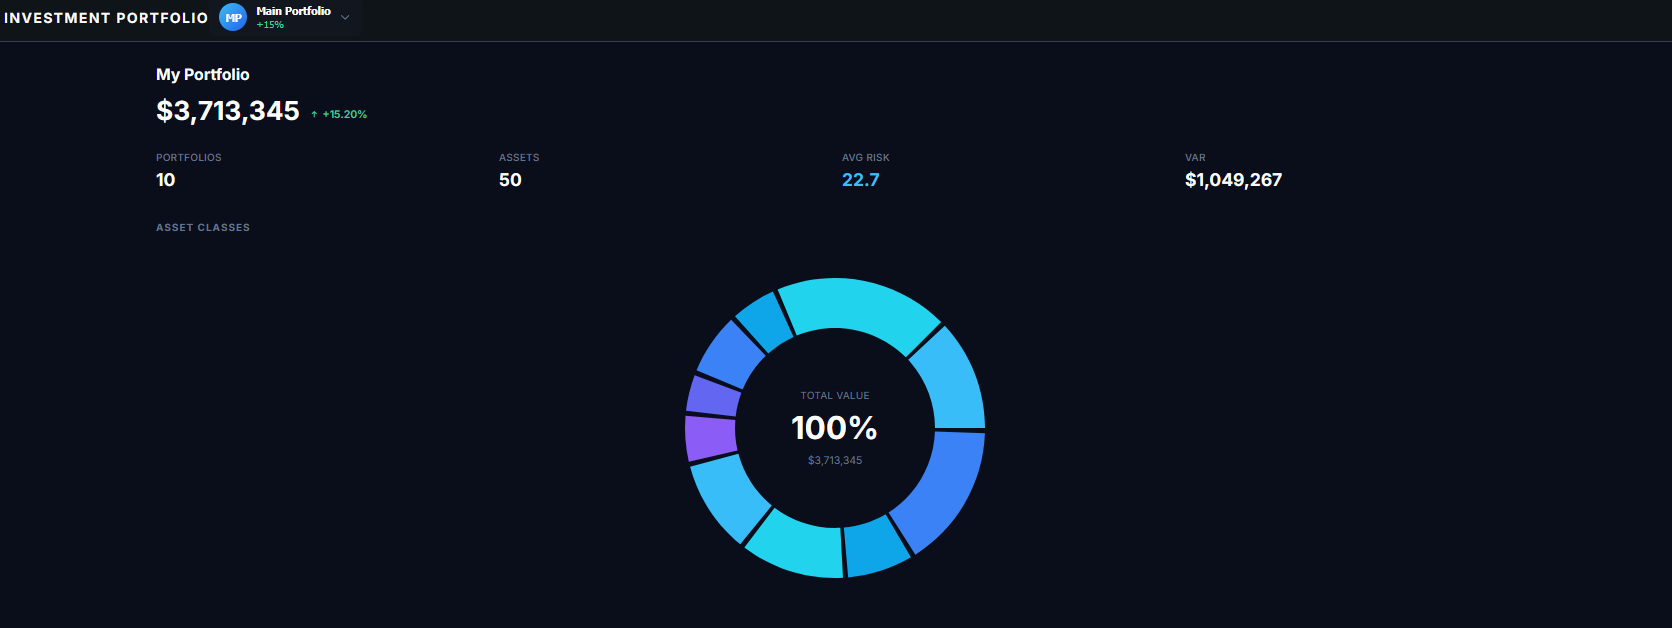 INVESTMENT PORTFOLIO
MP
Main Portfolio
+15%
My Portfolio
$3,713,345 ↑ +15.20%
PORTFOLIOS
10
ASSETS
50
AVG RISK
22.7
VAR
$1,049,267
ASSET CLASSES
TOTAL VALUE
100%
$3,713,345